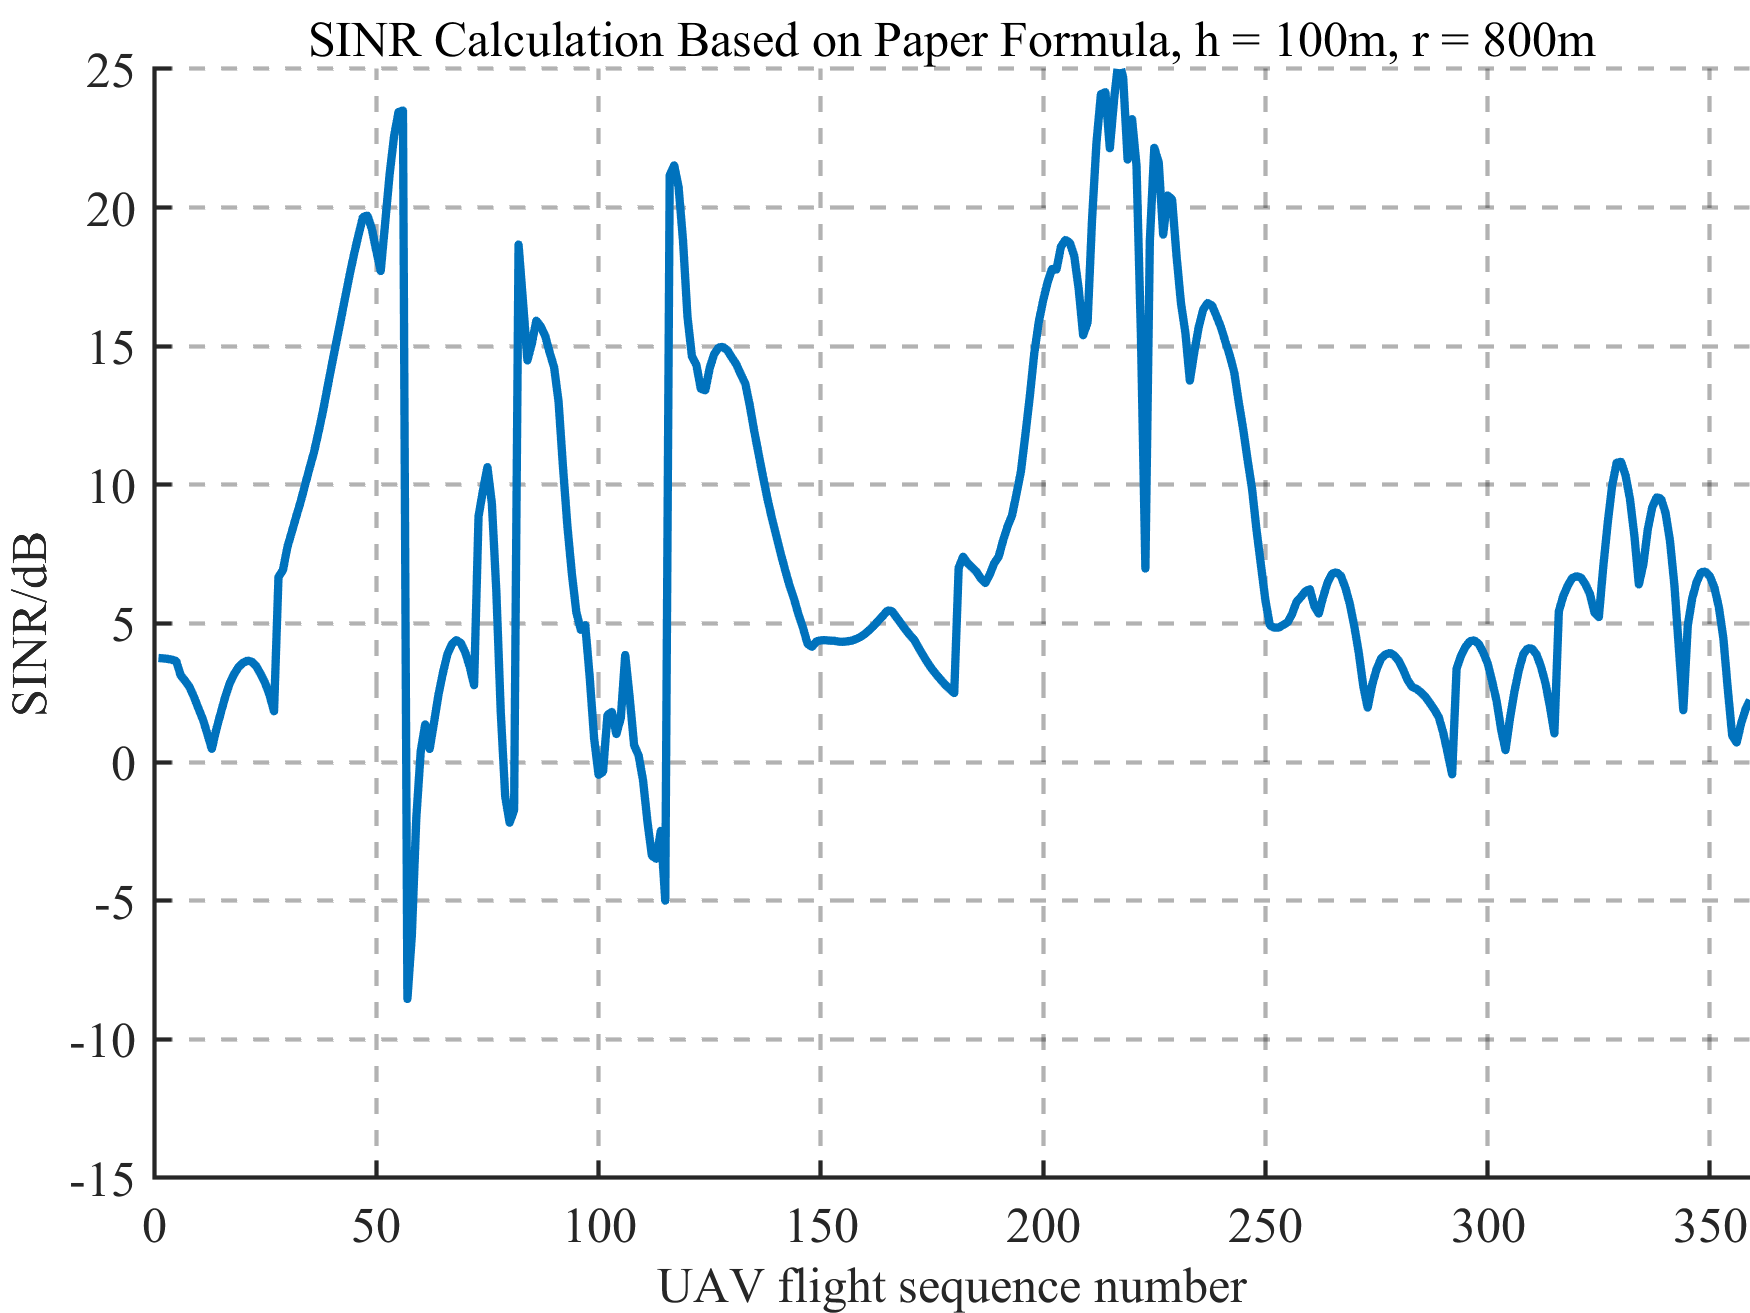 SINR Calculation Based on Paper Formula, h = 100m, r = 800m
25
20
15
10
5
0
-5
-10
-15
SINR/dB
0 50 100 150 200 250 300 350
UAV flight sequence number